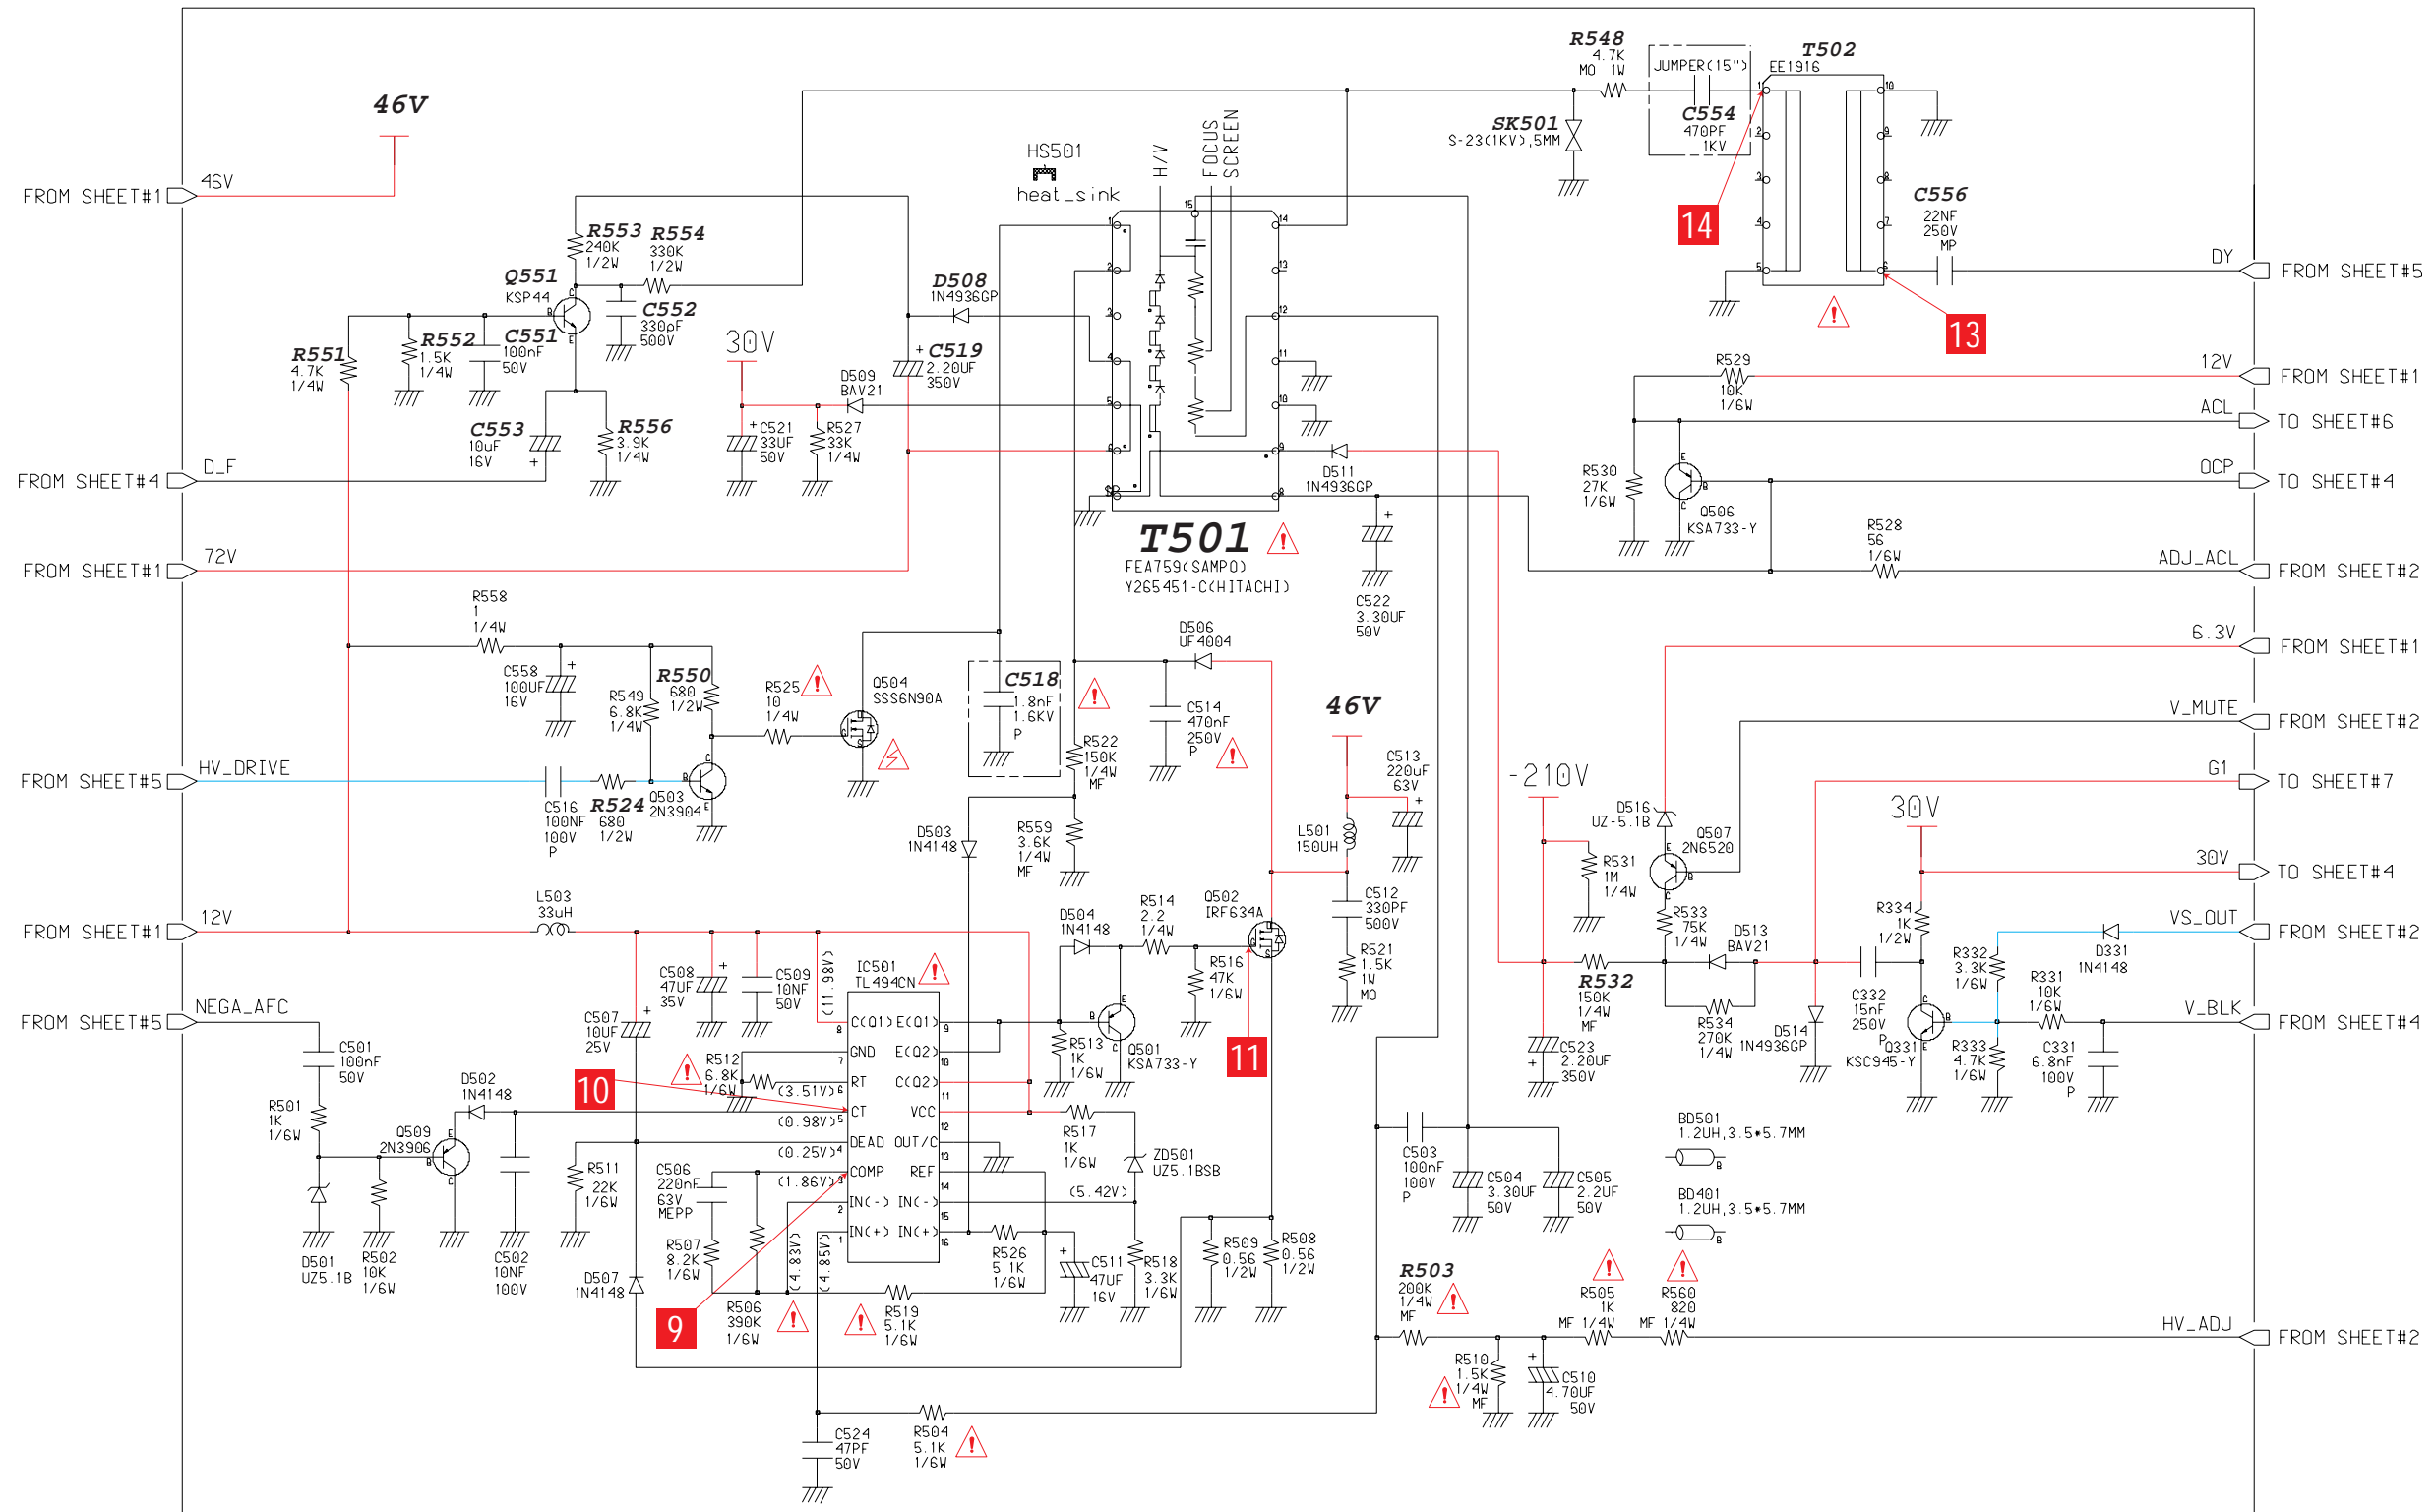 R548
4.7K
MO 1W
JUMPER(15")
C554
470PF
1KV
T502
EE1916
SK501
S-23(1KV),5MM
14
13
C556
22NF
250V
MP
DY
FROM SHEET#5
46V
46V
FROM SHEET#1
HS501
heat_sink
H/V
FOCUS
SCREEN
R553
240K
1/2W
R554
330K
1/2W
Q551
KSP44
C552
330pF
500V
R551
4.7K
1/4W
R552
1.5K
1/4W
C551
100nF
50V
C553
10uF
16V
R556
3.9K
1/4W
D508
1N4936GP
30V
C519
2.20UF
350V
D509
BAV21
C521
33UF
50V
R527
33K
1/4W
D511
1N4936GP
T501
FEA759(SAMPO)
Y265451-C(HITACHI)
C522
3.30UF
50V
R529
10K
1/6W
12V
FROM SHEET#1
ACL
TO SHEET#6
R530
27K
1/6W
Q506
KSA733-Y
OCP
TO SHEET#4
R528
56
1/6W
ADJ_ACL
FROM SHEET#2
D_F
FROM SHEET#4
72V
FROM SHEET#1
R558
1
1/4W
C558
100UF
16V
R549
6.8K
1/4W
R550
680
1/2W
R525
10
1/4W
Q504
SSS6N90A
C518
1.8nF
1.6KV
P
D506
UF4004
C514
470nF
250V
P
R522
150K
1/4W
MF
46V
C513
220uF
63V
L501
150UH
HV_DRIVE
FROM SHEET#5
C516
100NF
100V
P
R524
680
1/2W
Q503
2N3904
D503
1N4148
R559
3.6K
1/4W
MF
-210V
6.3V
FROM SHEET#1
V_MUTE
FROM SHEET#2
G1
TO SHEET#7
D516
UZ-5.1B
Q507
2N6520
30V
30V
TO SHEET#4
R531
1M
1/4W
R533
75K
1/4W
D513
BAV21
R334
1K
1/2W
R332
3.3K
1/6W
D331
1N4148
VS_OUT
FROM SHEET#2
12V
FROM SHEET#1
L503
33uH
C508
47UF
35V
C509
10NF
50V
(11.98V)
IC501
TL494CN
D504
1N4148
R514
2.2
1/4W
Q502
IRF634A
R516
47K
1/6W
C512
330PF
500V
R521
1.5K
1W
MO
R532
150K
1/4W
MF
R534
270K
1/4W
D514
1N4936GP
C332
15nF
250V
P
Q331
KSC945-Y
R331
10K
1/6W
R333
4.7K
1/6W
C331
6.8nF
100V
P
V_BLK
FROM SHEET#4
NEGA_AFC
FROM SHEET#5
C501
100nF
50V
R501
1K
1/6W
D502
1N4148
Q509
2N3906
C507
10UF
25V
10
R512
6.8K
1/6W
(3.51V)
(0.98V)
(0.25V)
(1.86V)
C(Q1) E(Q1)
GND E(Q2)
RT C(Q2)
CT VCC
DEAD OUT/C
COMP REF
IN(-) IN(-)
IN(+) IN(+)
R513
1K
1/6W
Q501
KSA733-Y
11
R517
1K
1/6W
ZD501
UZ5.1BSB
(5.42V)
C523
2.20UF
350V
D501
UZ5.1B
R502
10K
1/6W
C502
10NF
100V
R511
22K
1/6W
D507
1N4148
C506
220nF
63V
MEPP
R507
8.2K
1/6W
R506
390K
1/6W
9
(4.83V)
(4.85V)
R519
5.1K
1/6W
R526
5.1K
1/6W
C511
47UF
16V
R518
3.3K
1/6W
R509
0.56
1/2W
R508
0.56
1/2W
C503
100nF
100V
P
C504
3.30UF
50V
C505
2.2UF
50V
BD501
1.2UH,3.5*5.7MM
BD401
1.2UH,3.5*5.7MM
R503
200K
1/4W
MF
R505
1K
MF 1/4W
R560
820
MF 1/4W
HV_ADJ
FROM SHEET#2
R510
1.5K
1/4W
MF
C510
4.70UF
50V
C524
47PF
50V
R504
5.1K
1/6W